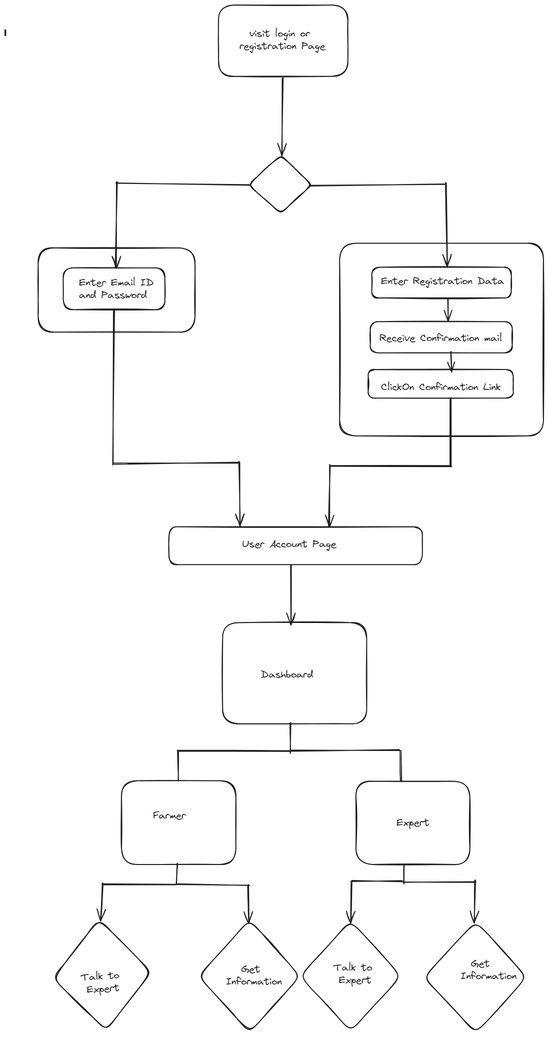 visit login or
registration Page
Enter Email ID
and Password
Enter Registration Data
Receive Confirmation mail
ClickOn Confirmation Link
User Account Page
Dashboard
Farmer
Expert
Talk to
Expert
Get
Information
Talk to
Expert
Get
Information